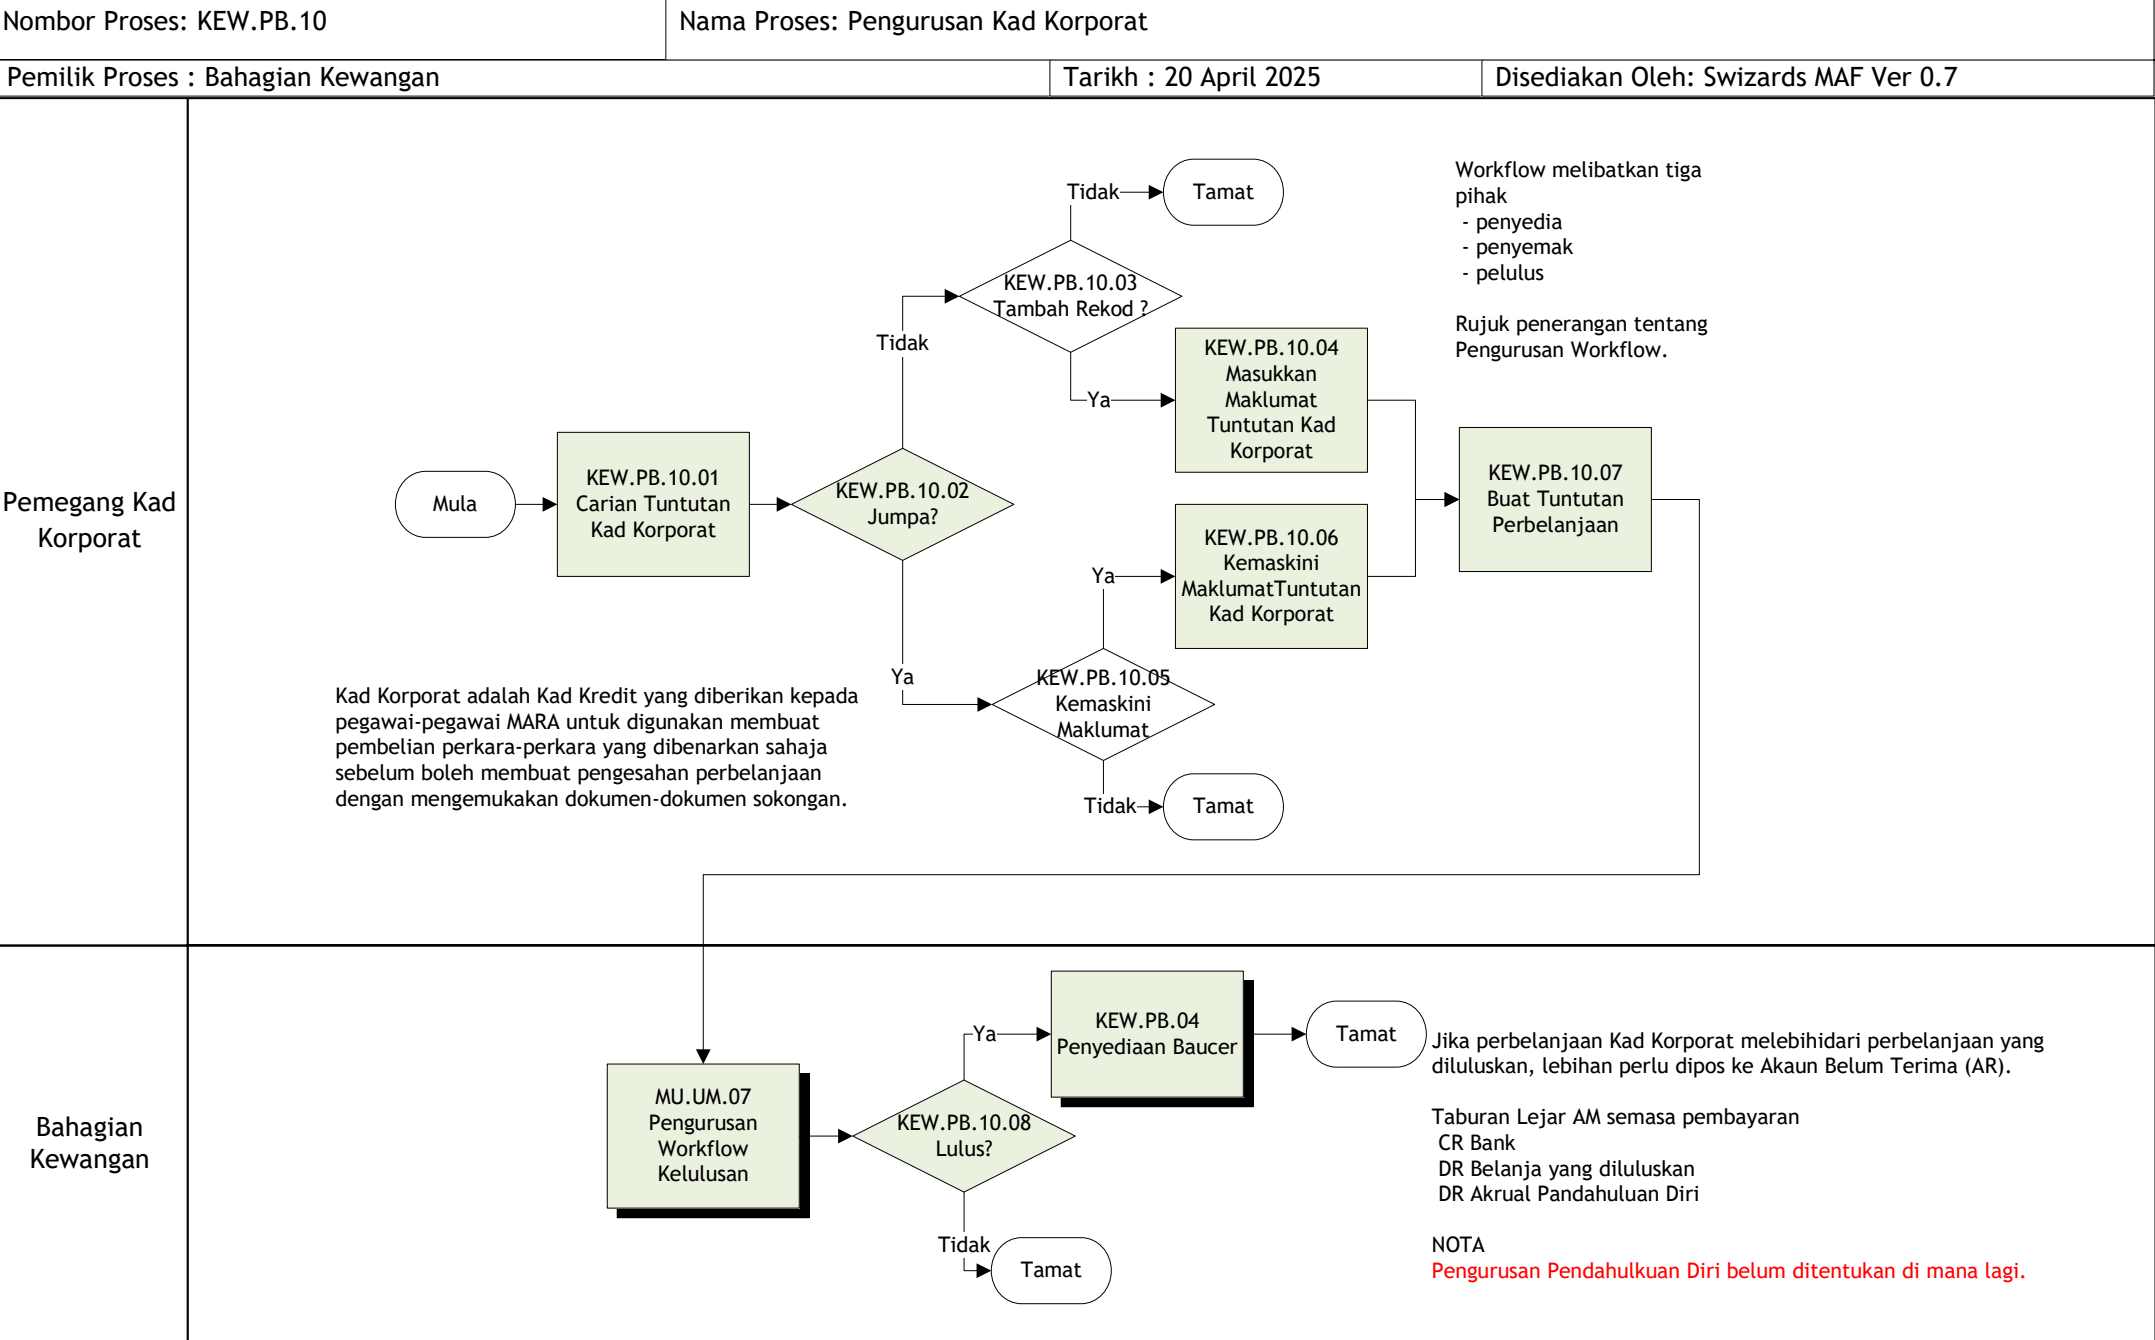 Nombor Proses: KEW.PB.10
Nama Proses: Pengurusan Kad Korporat
Pemilik Proses : Bahagian Kewangan
Tarikh : 20 April 2025
Disediakan Oleh: Swizards MAF Ver 0.7
Pemegang Kad
Korporat
Mula
KEW.PB.10.01
Carian Tuntutan
Kad Korporat
KEW.PB.10.02
Jumpa?
Tidak
KEW.PB.10.03
Tambah Rekod ?
Tidak
Tamat
Ya
KEW.PB.10.04
Masukkan
Maklumat
Tuntutan Kad
Korporat
Ya
KEW.PB.10.05
Kemaskini
Maklumat
Ya
KEW.PB.10.06
Kemaskini
MaklumatTuntutan
Kad Korporat
Tidak
Tamat
KEW.PB.10.07
Buat Tuntutan
Perbelanjaan
Workflow melibatkan tiga
pihak
- penyedia
- penyemak
- pelulus
Rujuk penerangan tentang
Pengurusan Workflow.
Kad Korporat adalah Kad Kredit yang diberikan kepada
pegawai-pegawai MARA untuk digunakan membuat
pembelian perkara-perkara yang dibenarkan sahaja
sebelum boleh membuat pengesahan perbelanjaan
dengan mengemukakan dokumen-dokumen sokongan.
Bahagian
Kewangan
MU.UM.07
Pengurusan
Workflow
Kelulusan
KEW.PB.10.08
Lulus?
Ya
KEW.PB.04
Penyediaan Baucer
Tamat
Tidak
Tamat
Jika perbelanjaan Kad Korporat melebihidari perbelanjaan yang
diluluskan, lebihan perlu dipos ke Akaun Belum Terima (AR).
Taburan Lejar AM semasa pembayaran
CR Bank
DR Belanja yang diluluskan
DR Akrual Pandahuluan Diri
NOTA
Pengurusan Pendahulkuan Diri belum ditentukan di mana lagi.